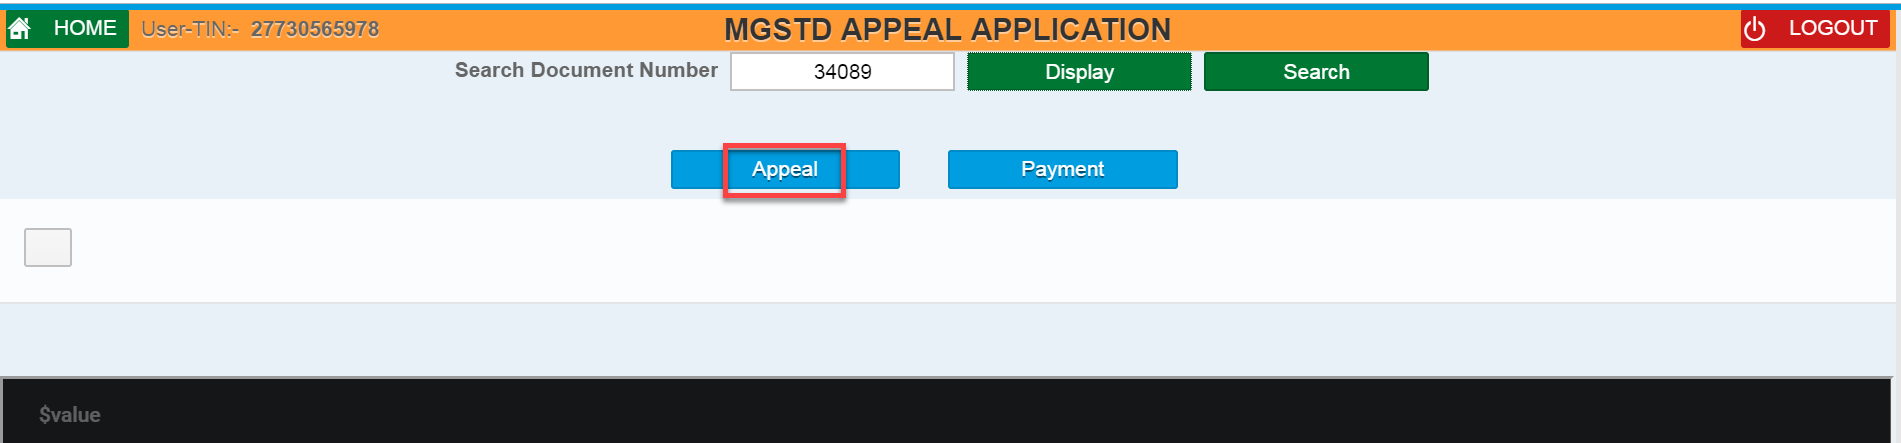 HOME User-TIN:- 27730565978 MGSTD APPEAL APPLICATION LOGOUT
Search Document Number 34089 Display Search
Appeal Payment
$value